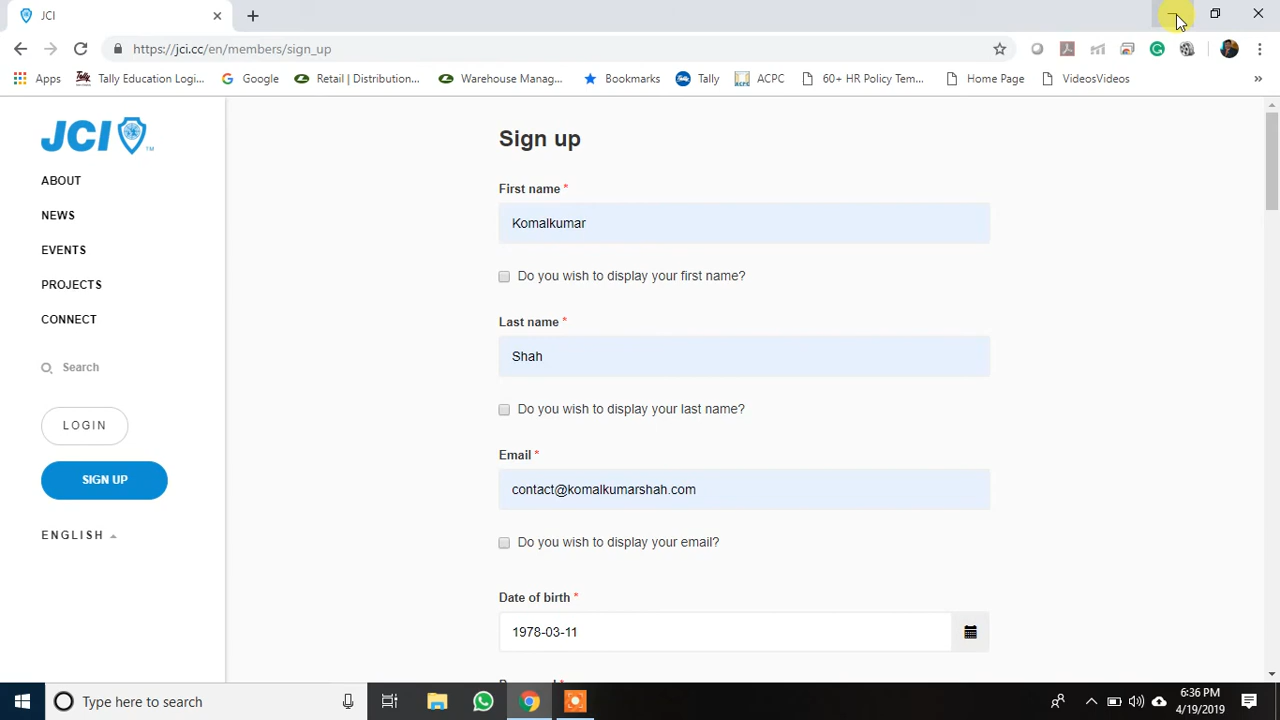 JCI
https://jci.cc/en/members/sign_up
Apps
Tally Education Logi...
Google
Retail | Distribution...
Warehouse Manag...
Bookmarks
Tally
ACPC
60+ HR Policy Tem...
Home Page
VideosVideos
»
JCI
TM
ABOUT
NEWS
EVENTS
PROJECTS
CONNECT
Search
LOGIN
SIGN UP
ENGLISH
Sign up
First name *
Komalkumar
Do you wish to display your first name?
Last name *
Shah
Do you wish to display your last name?
Email *
contact@komalkumarshah.com
Do you wish to display your email?
Date of birth *
1978-03-11
Type here to search
6:36 PM
4/19/2019